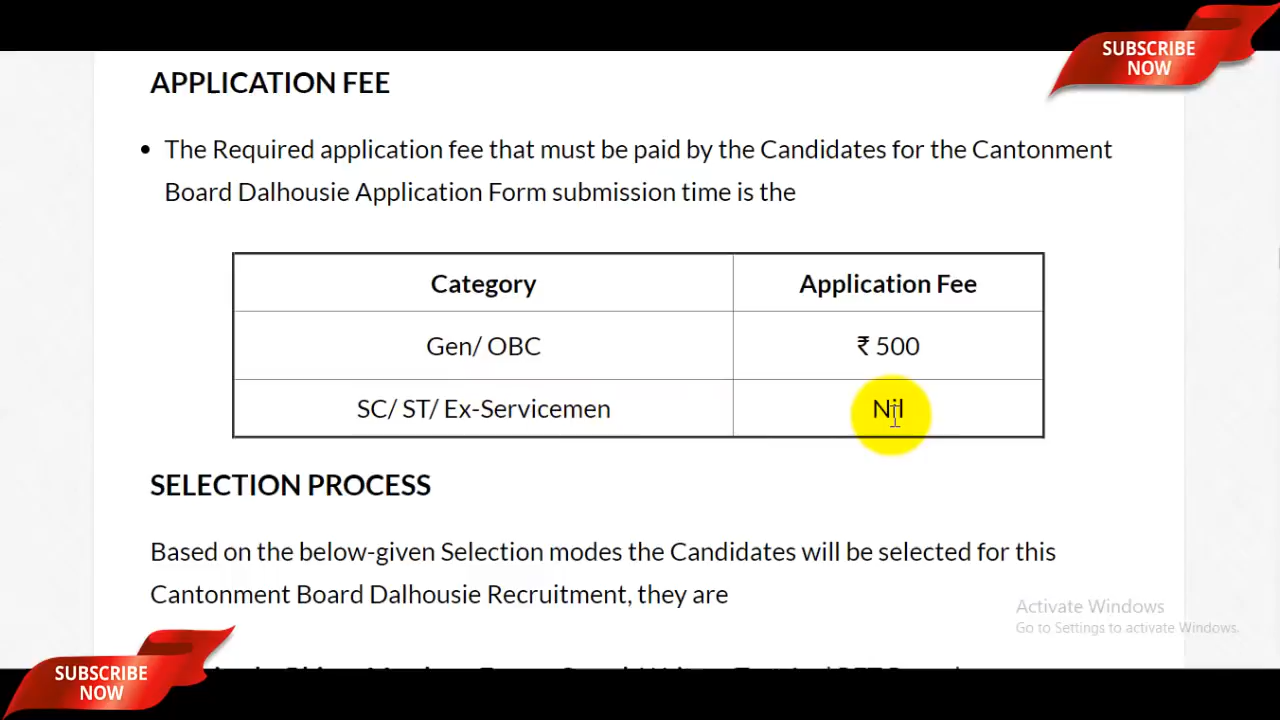 SUBSCRIBE
NOW
APPLICATION FEE
• The Required application fee that must be paid by the Candidates for the Cantonment
Board Dalhousie Application Form submission time is the
Category Application Fee
Gen/ OBC ₹ 500
SC/ ST/ Ex-Servicemen Nil
SELECTION PROCESS
Based on the below-given Selection modes the Candidates will be selected for this
Cantonment Board Dalhousie Recruitment, they are
Activate Windows
Go to Settings to activate Windows.
SUBSCRIBE
NOW